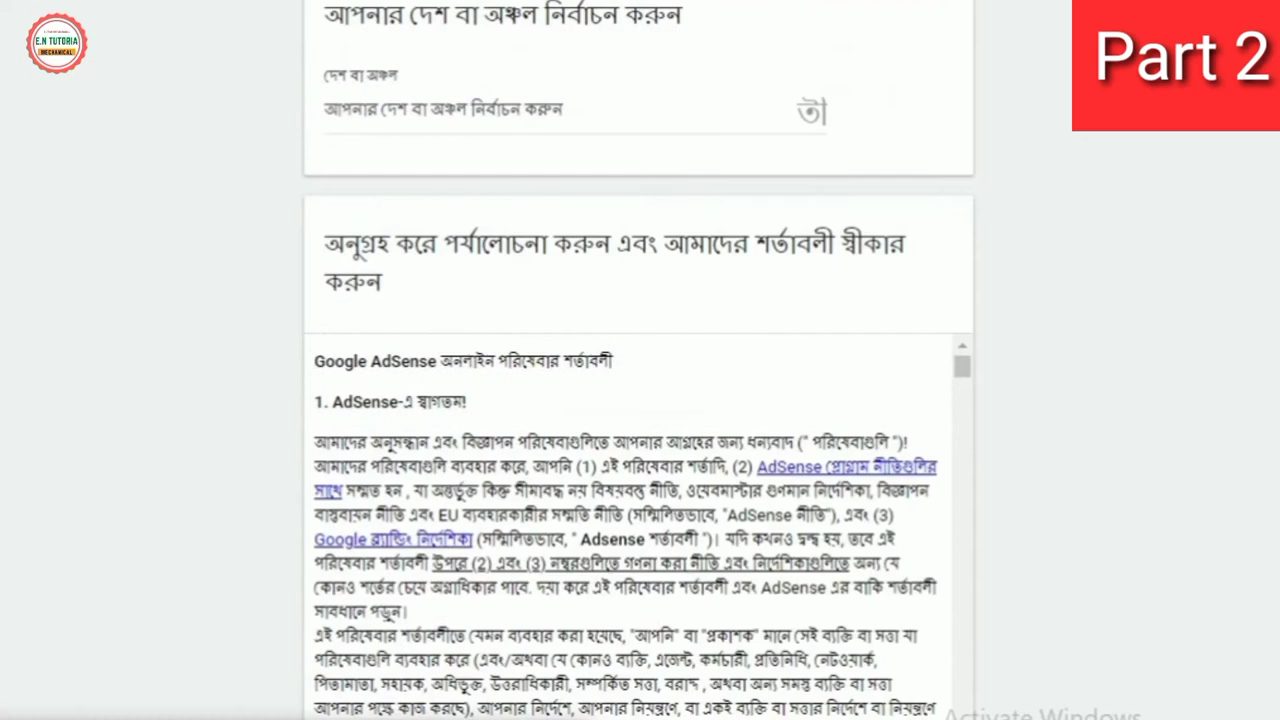 E.N TUTORIA
MECHANICAL
Part 2
আপনার দেশ বা অঞ্চল নির্বাচন করুন
দেশ বা অঞ্চল
আপনার দেশ বা অঞ্চল নির্বাচন করুন
তী
অনুগ্রহ করে পর্যালোচনা করুন এবং আমাদের শর্তাবলী স্বীকার
করুন
Google AdSense অনলাইন পরিষেবার শর্তাবলী
1. AdSense-এ স্বাগতম!
আমাদের অনুসন্ধান এবং বিজ্ঞাপন পরিষেবাগুলিতে আপনার আগ্রহের জন্য ধন্যবাদ (" পরিষেবাগুলি ")!
আমাদের পরিষেবাগুলি ব্যবহার করে, আপনি (1) এই পরিষেবার শর্তাদি, (2) AdSense প্রোগ্রাম নীতিগুলির
সাথে সম্মত হন , যা অন্তর্ভুক্ত কিন্তু সীমাবদ্ধ নয় বিষয়বস্তু নীতি, ওয়েবমাস্টার গুণমান নির্দেশিকা, বিজ্ঞাপন
বাস্তবায়ন নীতি এবং EU ব্যবহারকারীর সম্মতি নীতি (সম্মিলিতভাবে, "AdSense নীতি"), এবং (3)
Google ব্র্যান্ডিং নির্দেশিকা (সম্মিলিতভাবে, " Adsense শর্তাবলী ")। যদি কখনও দ্বন্দ্ব হয়, তবে এই
পরিষেবার শর্তাবলী উপরে (2) এবং (3) নম্বরগুলিতে গণনা করা নীতি এবং নির্দেশিকাগুলিতে অন্য যে
কোনও শর্তের চেয়ে অগ্রাধিকার পাবে. দয়া করে এই পরিষেবার শর্তাবলী এবং AdSense এর বাকি শর্তাবলী
সাবধানে পড়ুন।
এই পরিষেবার শর্তাবলীতে যেমন ব্যবহার করা হয়েছে, "আপনি" বা "প্রকাশক" মানে সেই ব্যক্তি বা সত্তা যা
পরিষেবাগুলি ব্যবহার করে (এবং/অথবা যে কোনও ব্যক্তি, এজেন্ট, কর্মচারী, প্রতিনিধি, নেটওয়ার্ক,
পিতামাতা, সহায়ক, অধিভুক্ত, উত্তরাধিকারী, সম্পর্কিত সত্তা, বরাদ্দ , অথবা অন্য সমস্ত ব্যক্তি বা সত্তা
আপনার পক্ষে কাজ করছে), আপনার নির্দেশে, আপনার নিয়ন্ত্রণে, বা একই ব্যক্তি বা সত্তার নির্দেশ বা নিয়ন্ত্রণে
Activate Windows